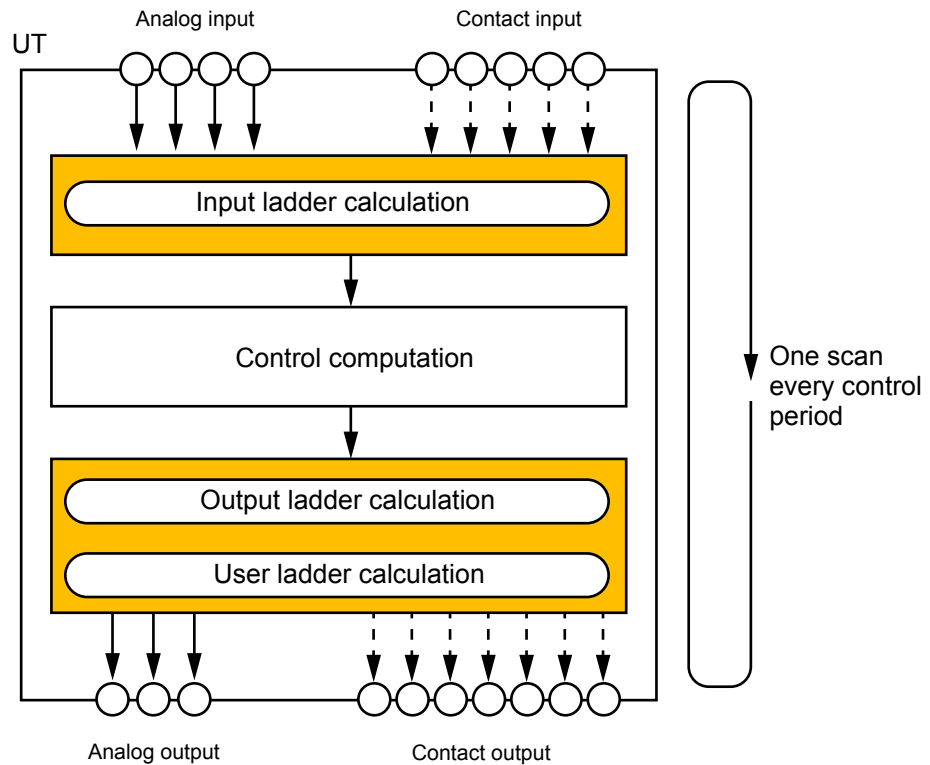 Analog input
Contact input
UT
Input ladder calculation
Control computation
One scan
every control
period
Output ladder calculation
User ladder calculation
Analog output
Contact output